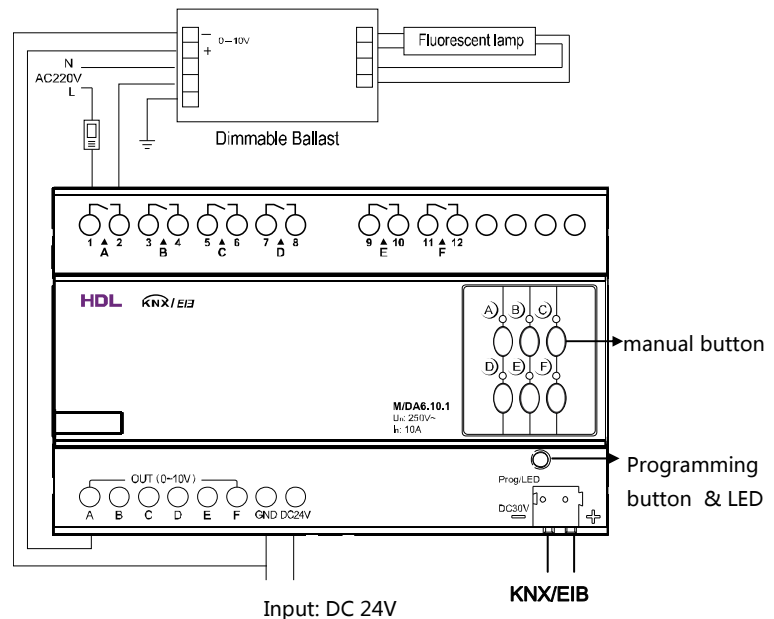 0-10V
− 
+
Fluorescent lamp
N
AC220V
L
Dimmable Ballast
1 2 3 4 5 6 7 8 9 10 11 12
A B C D E F
HDL KNX/EIB
A B C
manual button
D E F
M/DA6.10.1
Un: 250V~
In: 10A
OUT (0~10V)
Prog/LED
Programming
button & LED
A B C D E F GND DC24V
DC30V
− +
KNX/EIB
Input: DC 24V